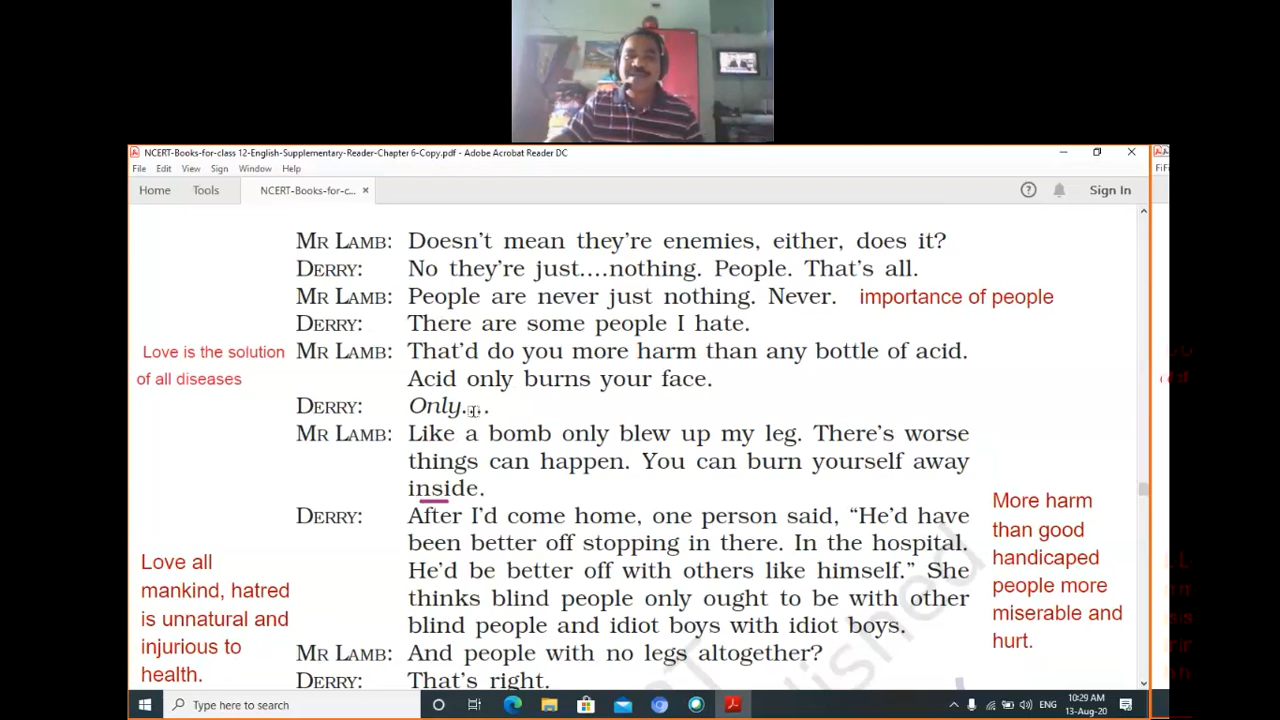 NCERT-Books-for-class 12-English-Supplementary-Reader-Chapter 6-Copy.pdf - Adobe Acrobat Reader DC
File Edit View Sign Window Help
Home Tools NCERT-Books-for-c... × Sign In
MR LAMB: Doesn't mean they're enemies, either, does it?
DERRY: No they're just....nothing. People. That's all.
MR LAMB: People are never just nothing. Never. importance of people
DERRY: There are some people I hate.
Love is the solution
of all diseases
MR LAMB: That'd do you more harm than any bottle of acid.
Acid only burns your face.
DERRY: Only....
MR LAMB: Like a bomb only blew up my leg. There's worse
things can happen. You can burn yourself away
inside.
DERRY: After I'd come home, one person said, "He'd have
been better off stopping in there. In the hospital.
He'd be better off with others like himself." She
thinks blind people only ought to be with other
blind people and idiot boys with idiot boys.
MR LAMB: And people with no legs altogether?
DERRY: That's right.
Love all
mankind, hatred
is unnatural and
injurious to
health.
More harm
than good
handicaped
people more
miserable and
hurt.
Type here to search
ENG
10:29 AM
13-Aug-20